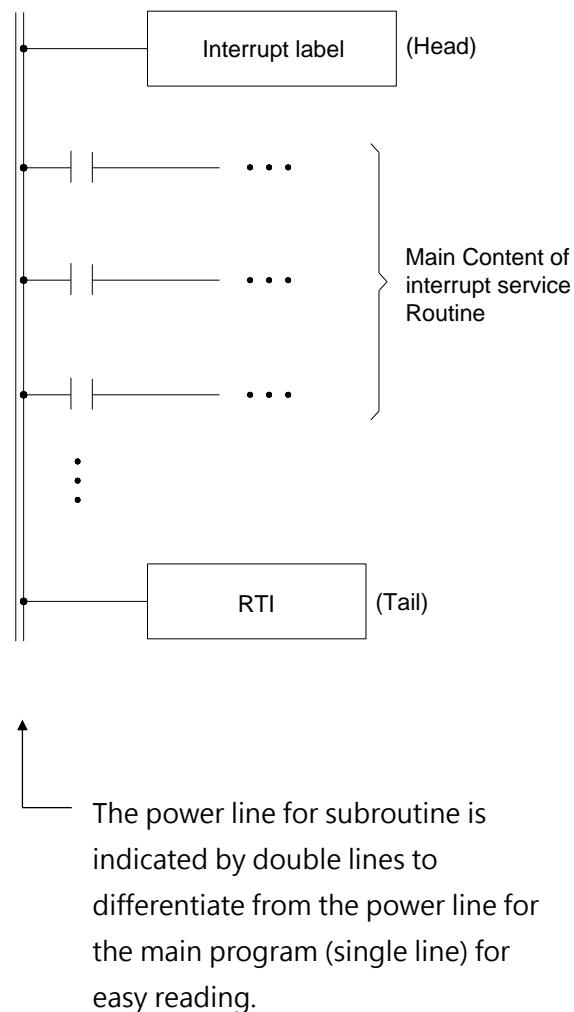 Interrupt label (Head)
Main Content of
interrupt service
Routine
RTI (Tail)
The power line for subroutine is
indicated by double lines to
differentiate from the power line for
the main program (single line) for
easy reading.